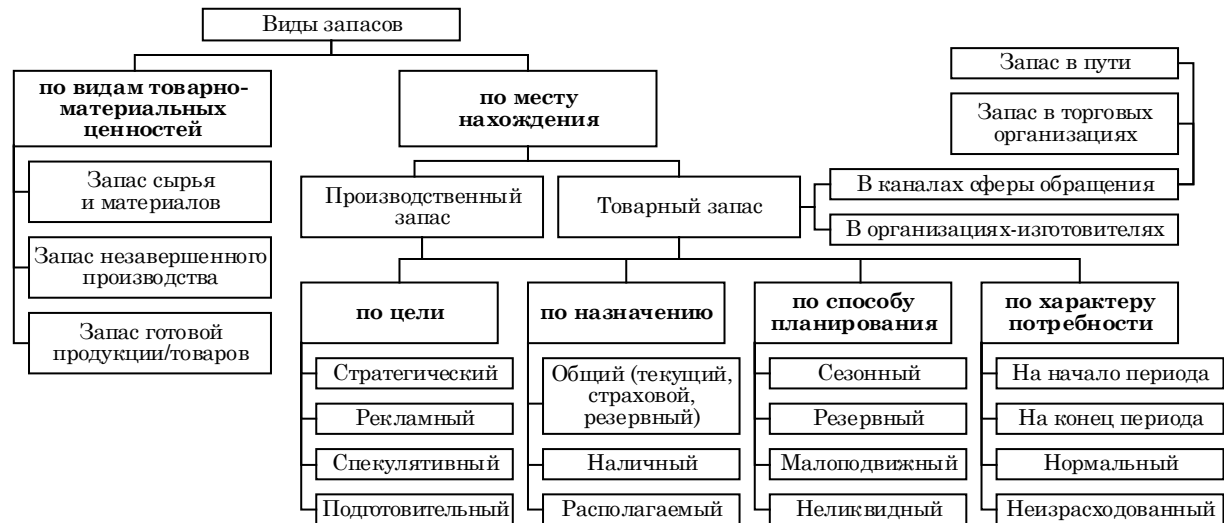 Виды запасов
по видам товарно-
материальных
ценностей
Запас сырья
и материалов
Запас незавершенного
производства
Запас готовой
продукции/товаров
по месту
нахождения
Производственный
запас
Товарный запас
Запас в пути
Запас в торговых
организациях
В каналах сферы обращения
В организациях-изготовителях
по цели
Стратегический
Рекламный
Спекулятивный
Подготовительный
по назначению
Общий (текущий,
страховой,
резервный)
Наличный
Располагаемый
по способу
планирования
Сезонный
Резервный
Малоподвижный
Неликвидный
по характеру
потребности
На начало периода
На конец периода
Нормальный
Неизрасходованный